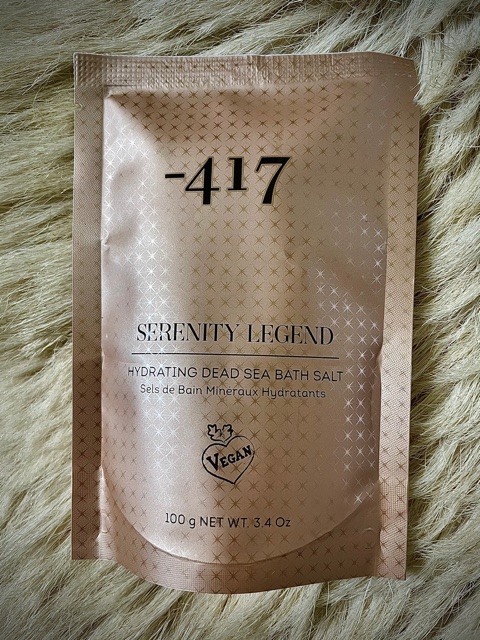 -417
SERENITY LEGEND
HYDRATING DEAD SEA BATH SALT
Sels de Bain Minéraux Hydratants
VEGAN
100 g NET WT. 3.4 Oz